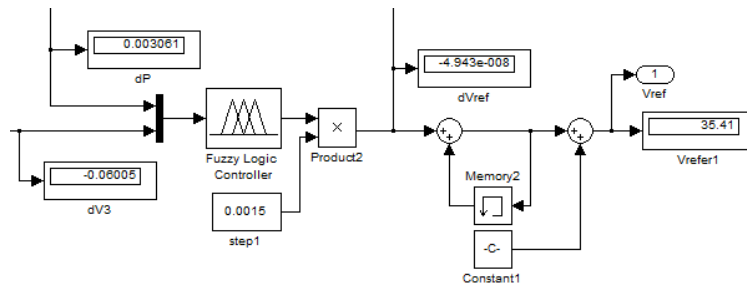 0.003061
dP
-4.943e-008
dVref
1
Vref
35.41
Vrefer1
Fuzzy Logic
Controller
×
Product2
-0.06005
dV3
0.0015
step1
Memory2
-C-
Constant1